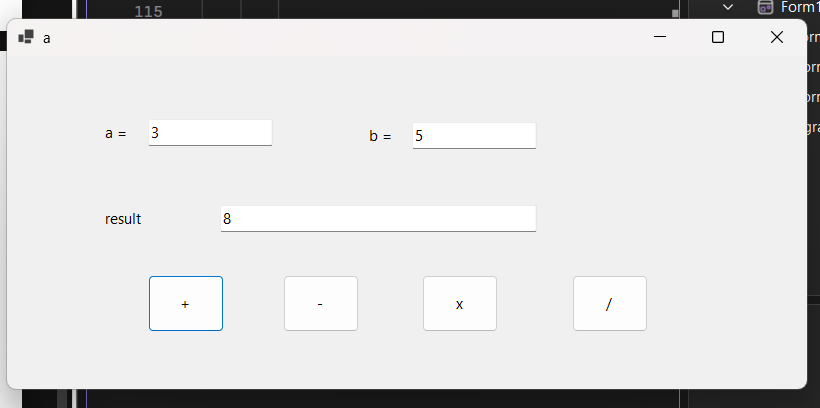 115
Form1
a
a =
3
b =
5
result
8
+
-
x
/